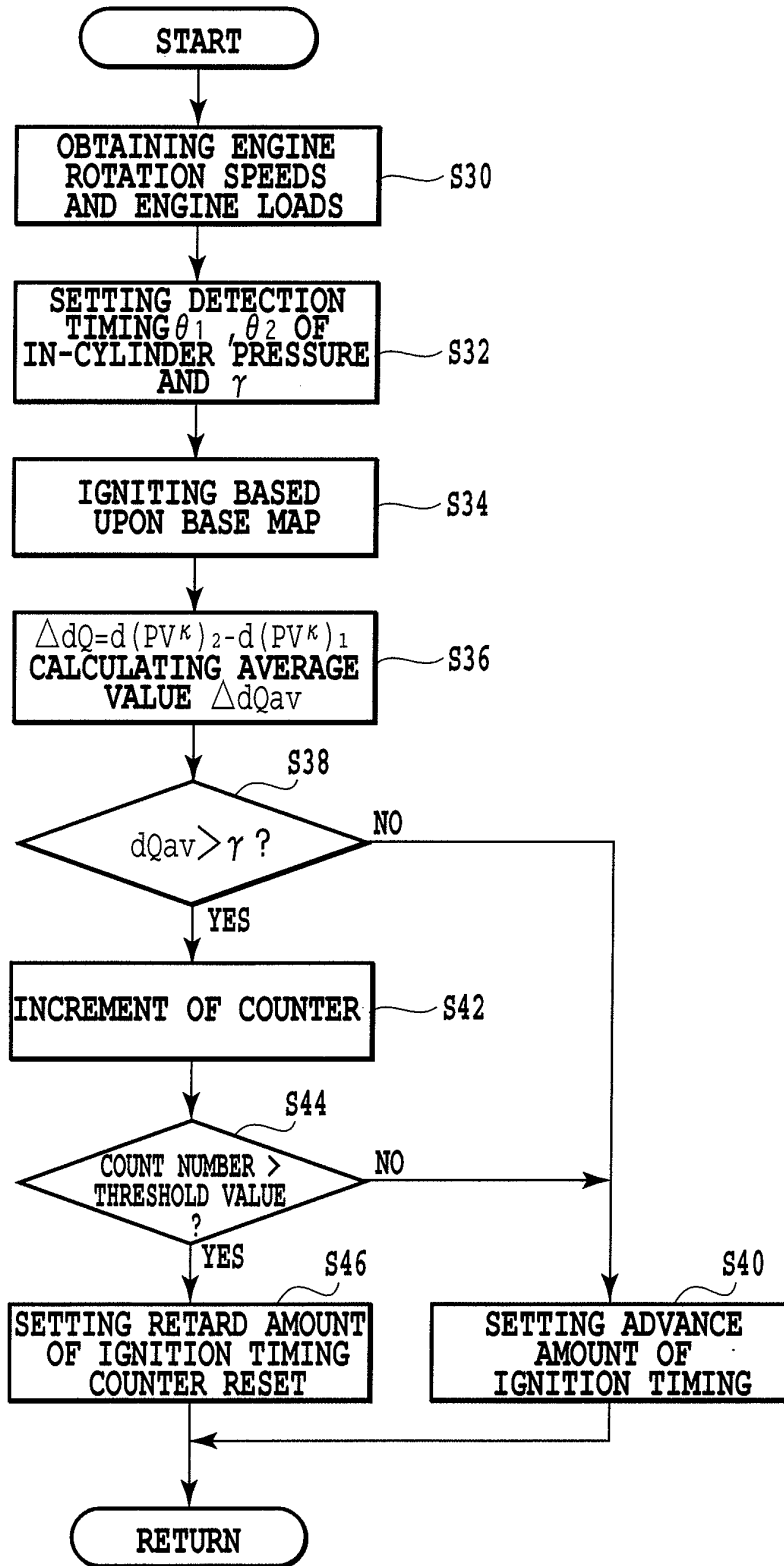 START
OBTAINING ENGINE
ROTATION SPEEDS
AND ENGINE LOADS
S30
SETTING DETECTION
TIMING θ1 ,θ2 OF
IN-CYLINDER PRESSURE
AND γ
S32
IGNITING BASED
UPON BASE MAP
S34
△dQ=d(PV^κ)₂-d(PV^κ)₁
CALCULATING AVERAGE
VALUE △dQav
S36
S38
dQav>γ?
NO
YES
INCREMENT OF COUNTER
S42
S44
COUNT NUMBER >
THRESHOLD VALUE
?
NO
YES
S46
SETTING RETARD AMOUNT
OF IGNITION TIMING
COUNTER RESET
S40
SETTING ADVANCE
AMOUNT OF
IGNITION TIMING
RETURN